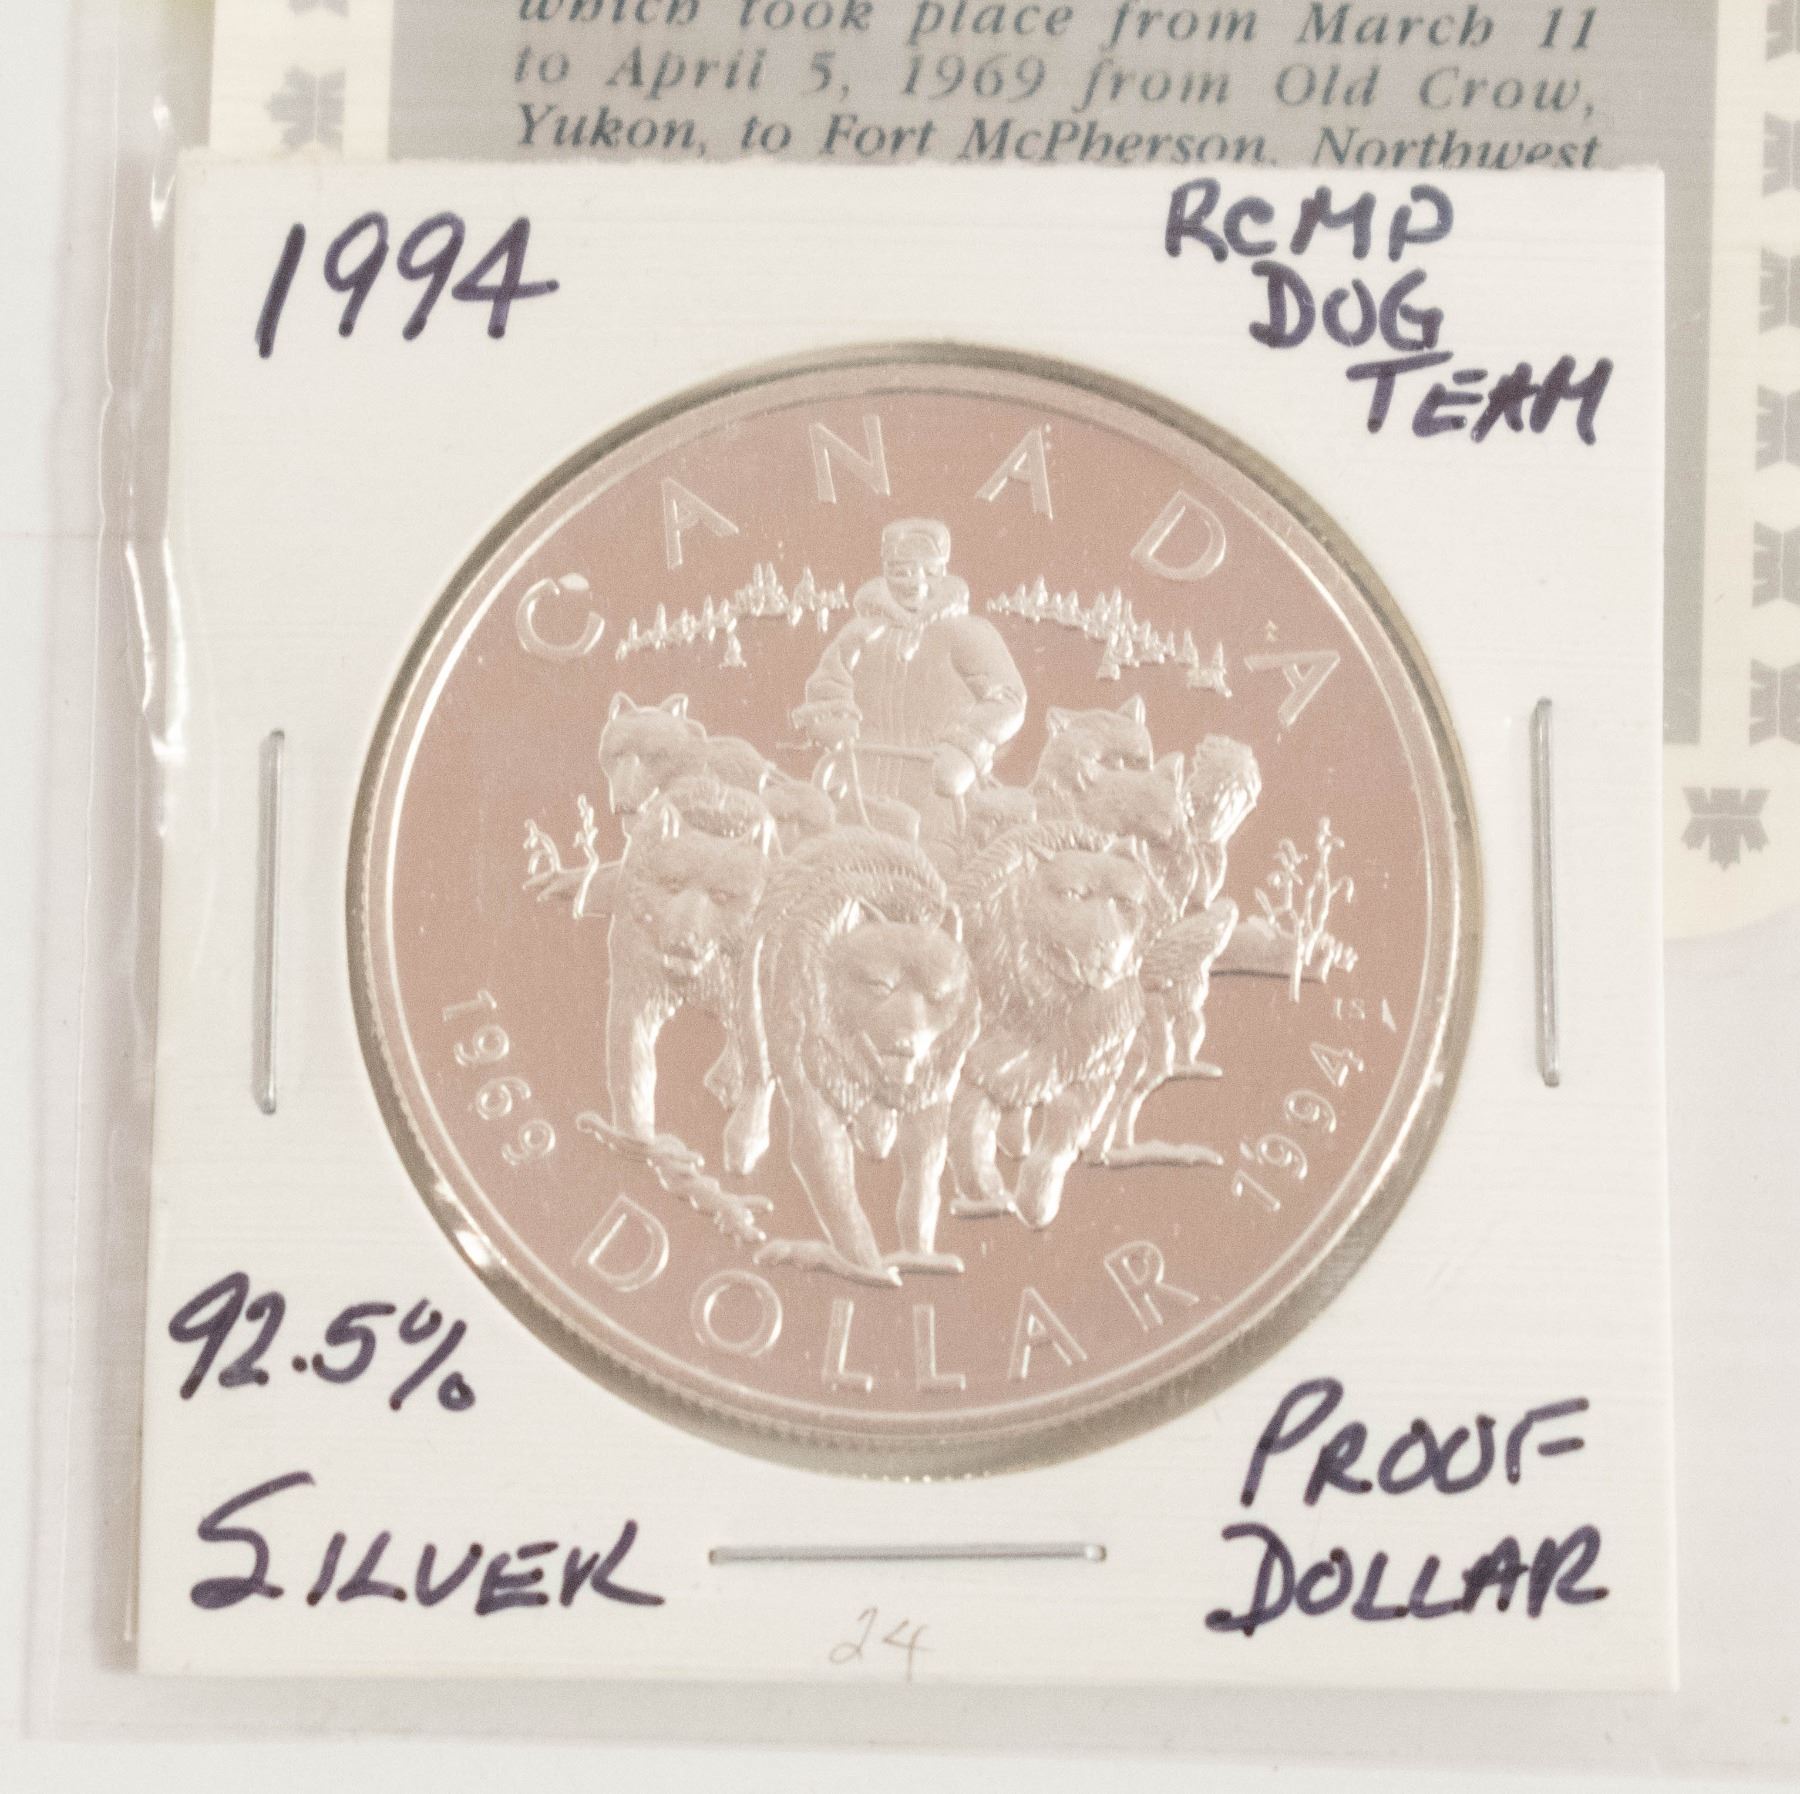 which took place from March 11
to April 5, 1969 from Old Crow,
Yukon, to Fort McPherson, Northwest
1994
RCMP
DOG
TEAM
CANADA
1969
1994
DOLLAR
92.5%
SILVER
PROOF
DOLLAR
24